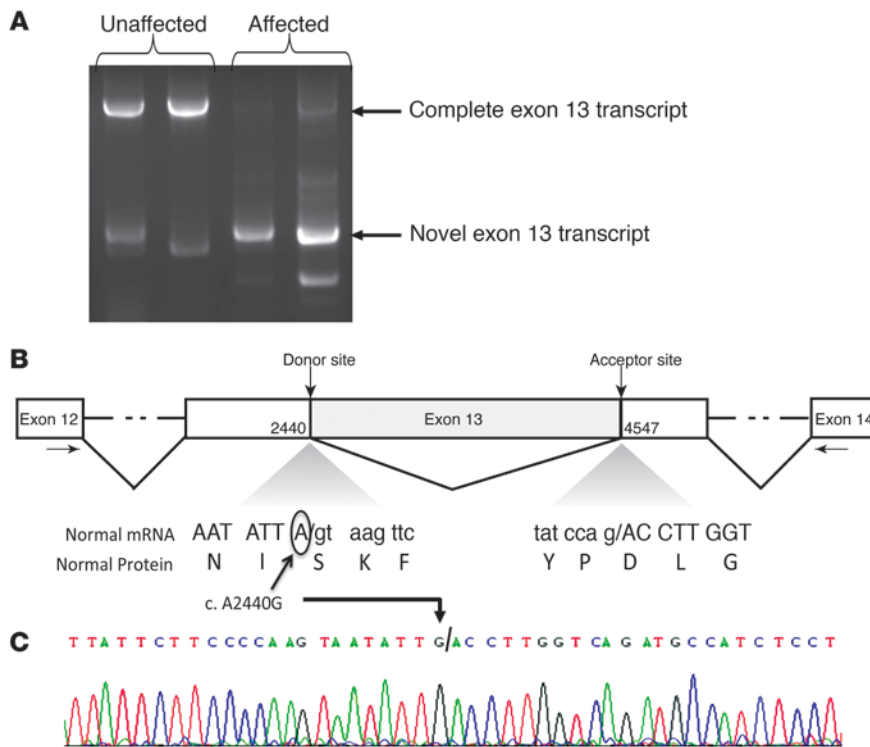 A
Unaffected Affected
Complete exon 13 transcript
Novel exon 13 transcript
B
Donor site Acceptor site
Exon 12 2440 Exon 13 4547 Exon 14
Normal mRNA AAT ATT A/gt aag ttc tat cca g/AC CTT GGT
Normal Protein N I S K F Y P D L G
c. A2440G
C
T T A T T C T T C C C C A A G T A A T A T T G/A C C T T G G T C A G A T G C C A T C T C C T